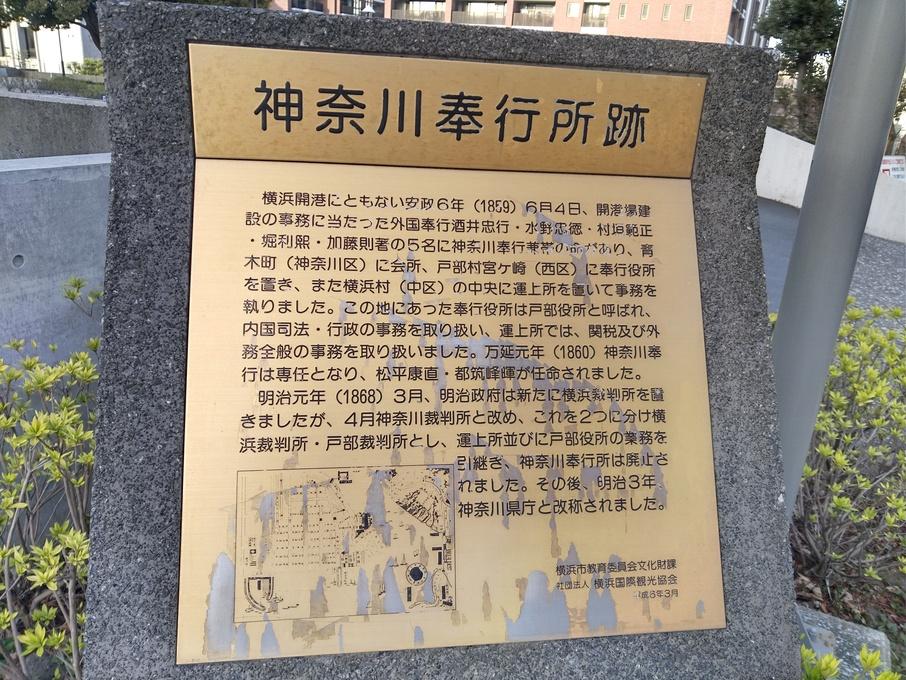 神奈川奉行所跡
横浜開港にともない安政6年（1859）6月4日、開港場建
設の事務に当たった外国奉行酒井忠行・水野忠徳・村垣範正
・堀利熙・加藤則著の5名に神奈川奉行兼帯の命があり、青
木町（神奈川区）に会所、戸部村宮ケ崎（西区）に奉行役所
を置き、また横浜村（中区）の中央に運上所を置いて事務を
執りました。この地にあった奉行役所は戸部役所と呼ばれ、
内国司法・行政の事務を取り扱い、運上所では、関税及び外
務全般の事務を取り扱いました。万延元年（1860）神奈川奉
行は専任となり、松平康直・都筑峰暉が任命されました。
明治元年（1868）3月、明治政府は新たに横浜裁判所を置
きましたが、4月神奈川裁判所と改め、これを2つに分け横
浜裁判所・戸部裁判所とし、運上所並びに戸部役所の業務を
引継ぎ、神奈川奉行所は廃止さ
れました。その後、明治3年、
神奈川県庁と改称されました。
横浜市教育委員会文化財課
社団法人 横浜国際観光協会
成6年3月